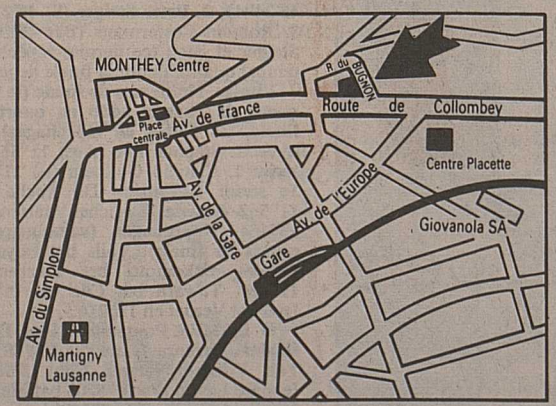 MONTHEY Centre
R. du
BUGNON
Place
centrale
Av. de France
Route de Collombey
Centre Placette
Av. de la Gare
Av. de l'Europe
Giovanola SA
Gare
Av. du Simplon
Martigny
Lausanne